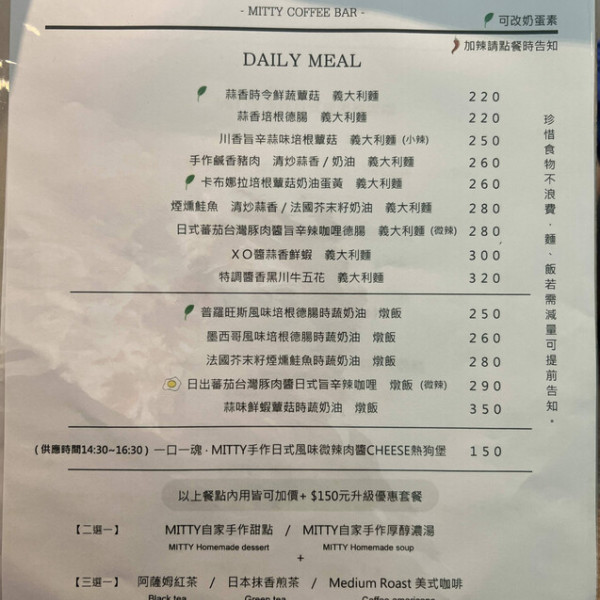 - MITTY COFFEE BAR -
可改奶蛋素
加辣請點餐時告知
DAILY MEAL
蒜香時令鮮蔬蕈菇 義大利麵 220
蒜香培根德腸 義大利麵 220
川香旨辛蒜味培根蕈菇 義大利麵 (小辣) 250
手作鹹香豬肉 清炒蒜香/奶油 義大利麵 260
卡布娜拉培根蕈菇奶油蛋黃 義大利麵 260
煙燻鮭魚 清炒蒜香/法國芥末籽奶油 義大利麵 280
日式蕃茄台灣豚肉醬旨辛辣咖哩德腸 義大利麵 (微辣) 280
XO醬蒜香鮮蝦 義大利麵 300
特調醬香黑川牛五花 義大利麵 320
普羅旺斯風味培根德腸時蔬奶油 燉飯 250
墨西哥風味培根德腸時蔬奶油 燉飯 260
法國芥末籽煙燻鮭魚時蔬奶油 燉飯 280
日出蕃茄台灣豚肉醬日式旨辛辣咖哩 燉飯 (微辣) 290
蒜味鮮蝦蕈菇時蔬奶油 燉飯 350
珍惜食物不浪費．麵、飯若需減量可提前告知。
(供應時間14:30~16:30) 一口一魂．MITTY手作日式風味微辣肉醬CHEESE熱狗堡 150
以上餐點內用皆可加價+ $150元升級優惠套餐
【二選一】 MITTY自家手作甜點 / MITTY自家手作厚醇濃湯
MITTY Homemade dessert MITTY Homemade soup
+
【三選一】 阿薩姆紅茶 / 日本抹香煎茶 / Medium Roast 美式咖啡
Black tea Green tea Coffee americano